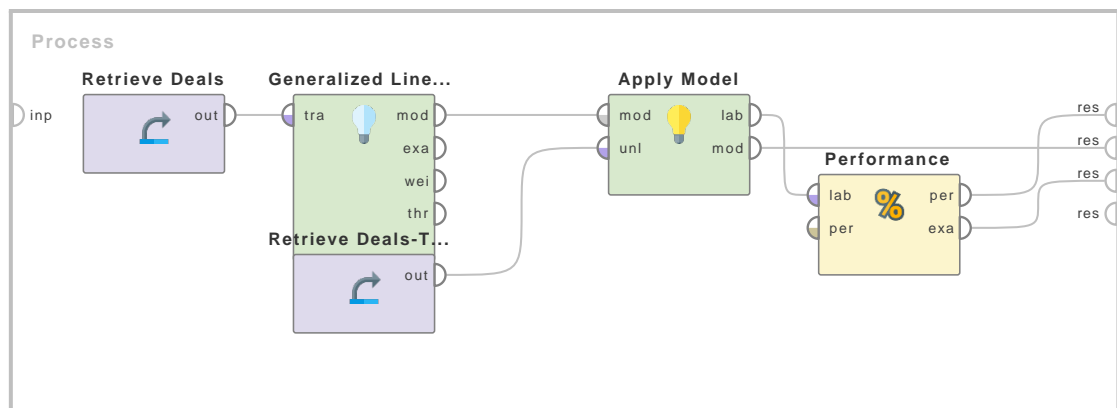 Process
Retrieve Deals
Generalized Line...
Apply Model
res
inp
out
tra
mod
mod
lab
exa
unl
mod
res
Performance
wei
res
lab
%
per
thr
res
per
exa
Retrieve Deals-T...
out